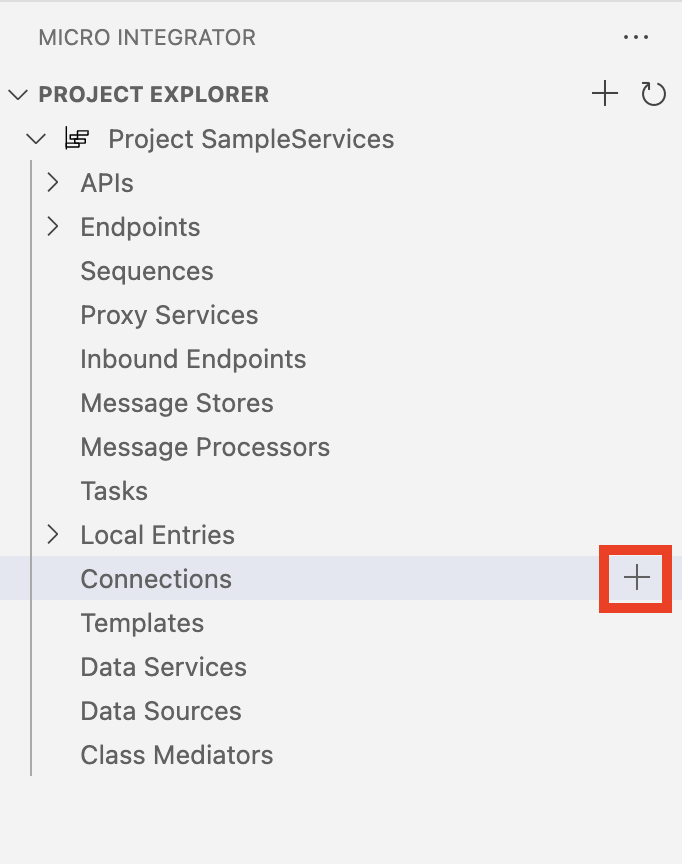 MICRO INTEGRATOR
PROJECT EXPLORER
Project SampleServices
APIs
Endpoints
Sequences
Proxy Services
Inbound Endpoints
Message Stores
Message Processors
Tasks
Local Entries
Connections
Templates
Data Services
Data Sources
Class Mediators